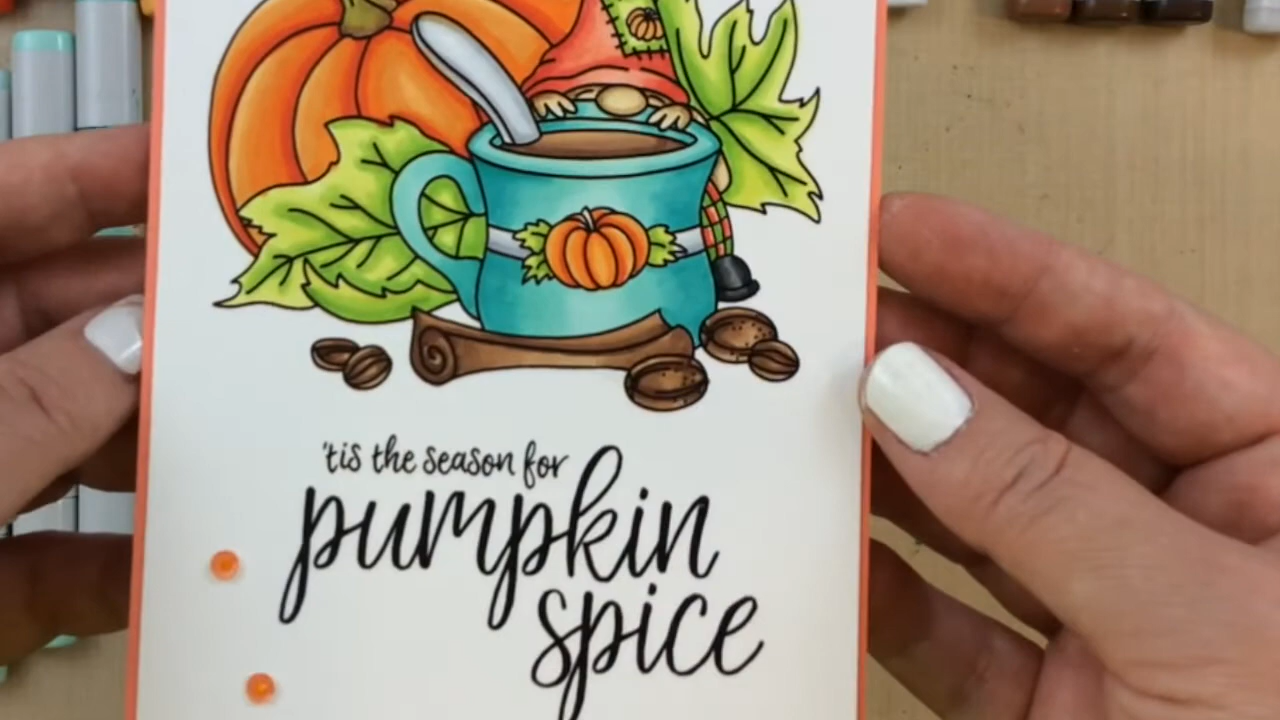 'tis the season for
pumpkin
spice